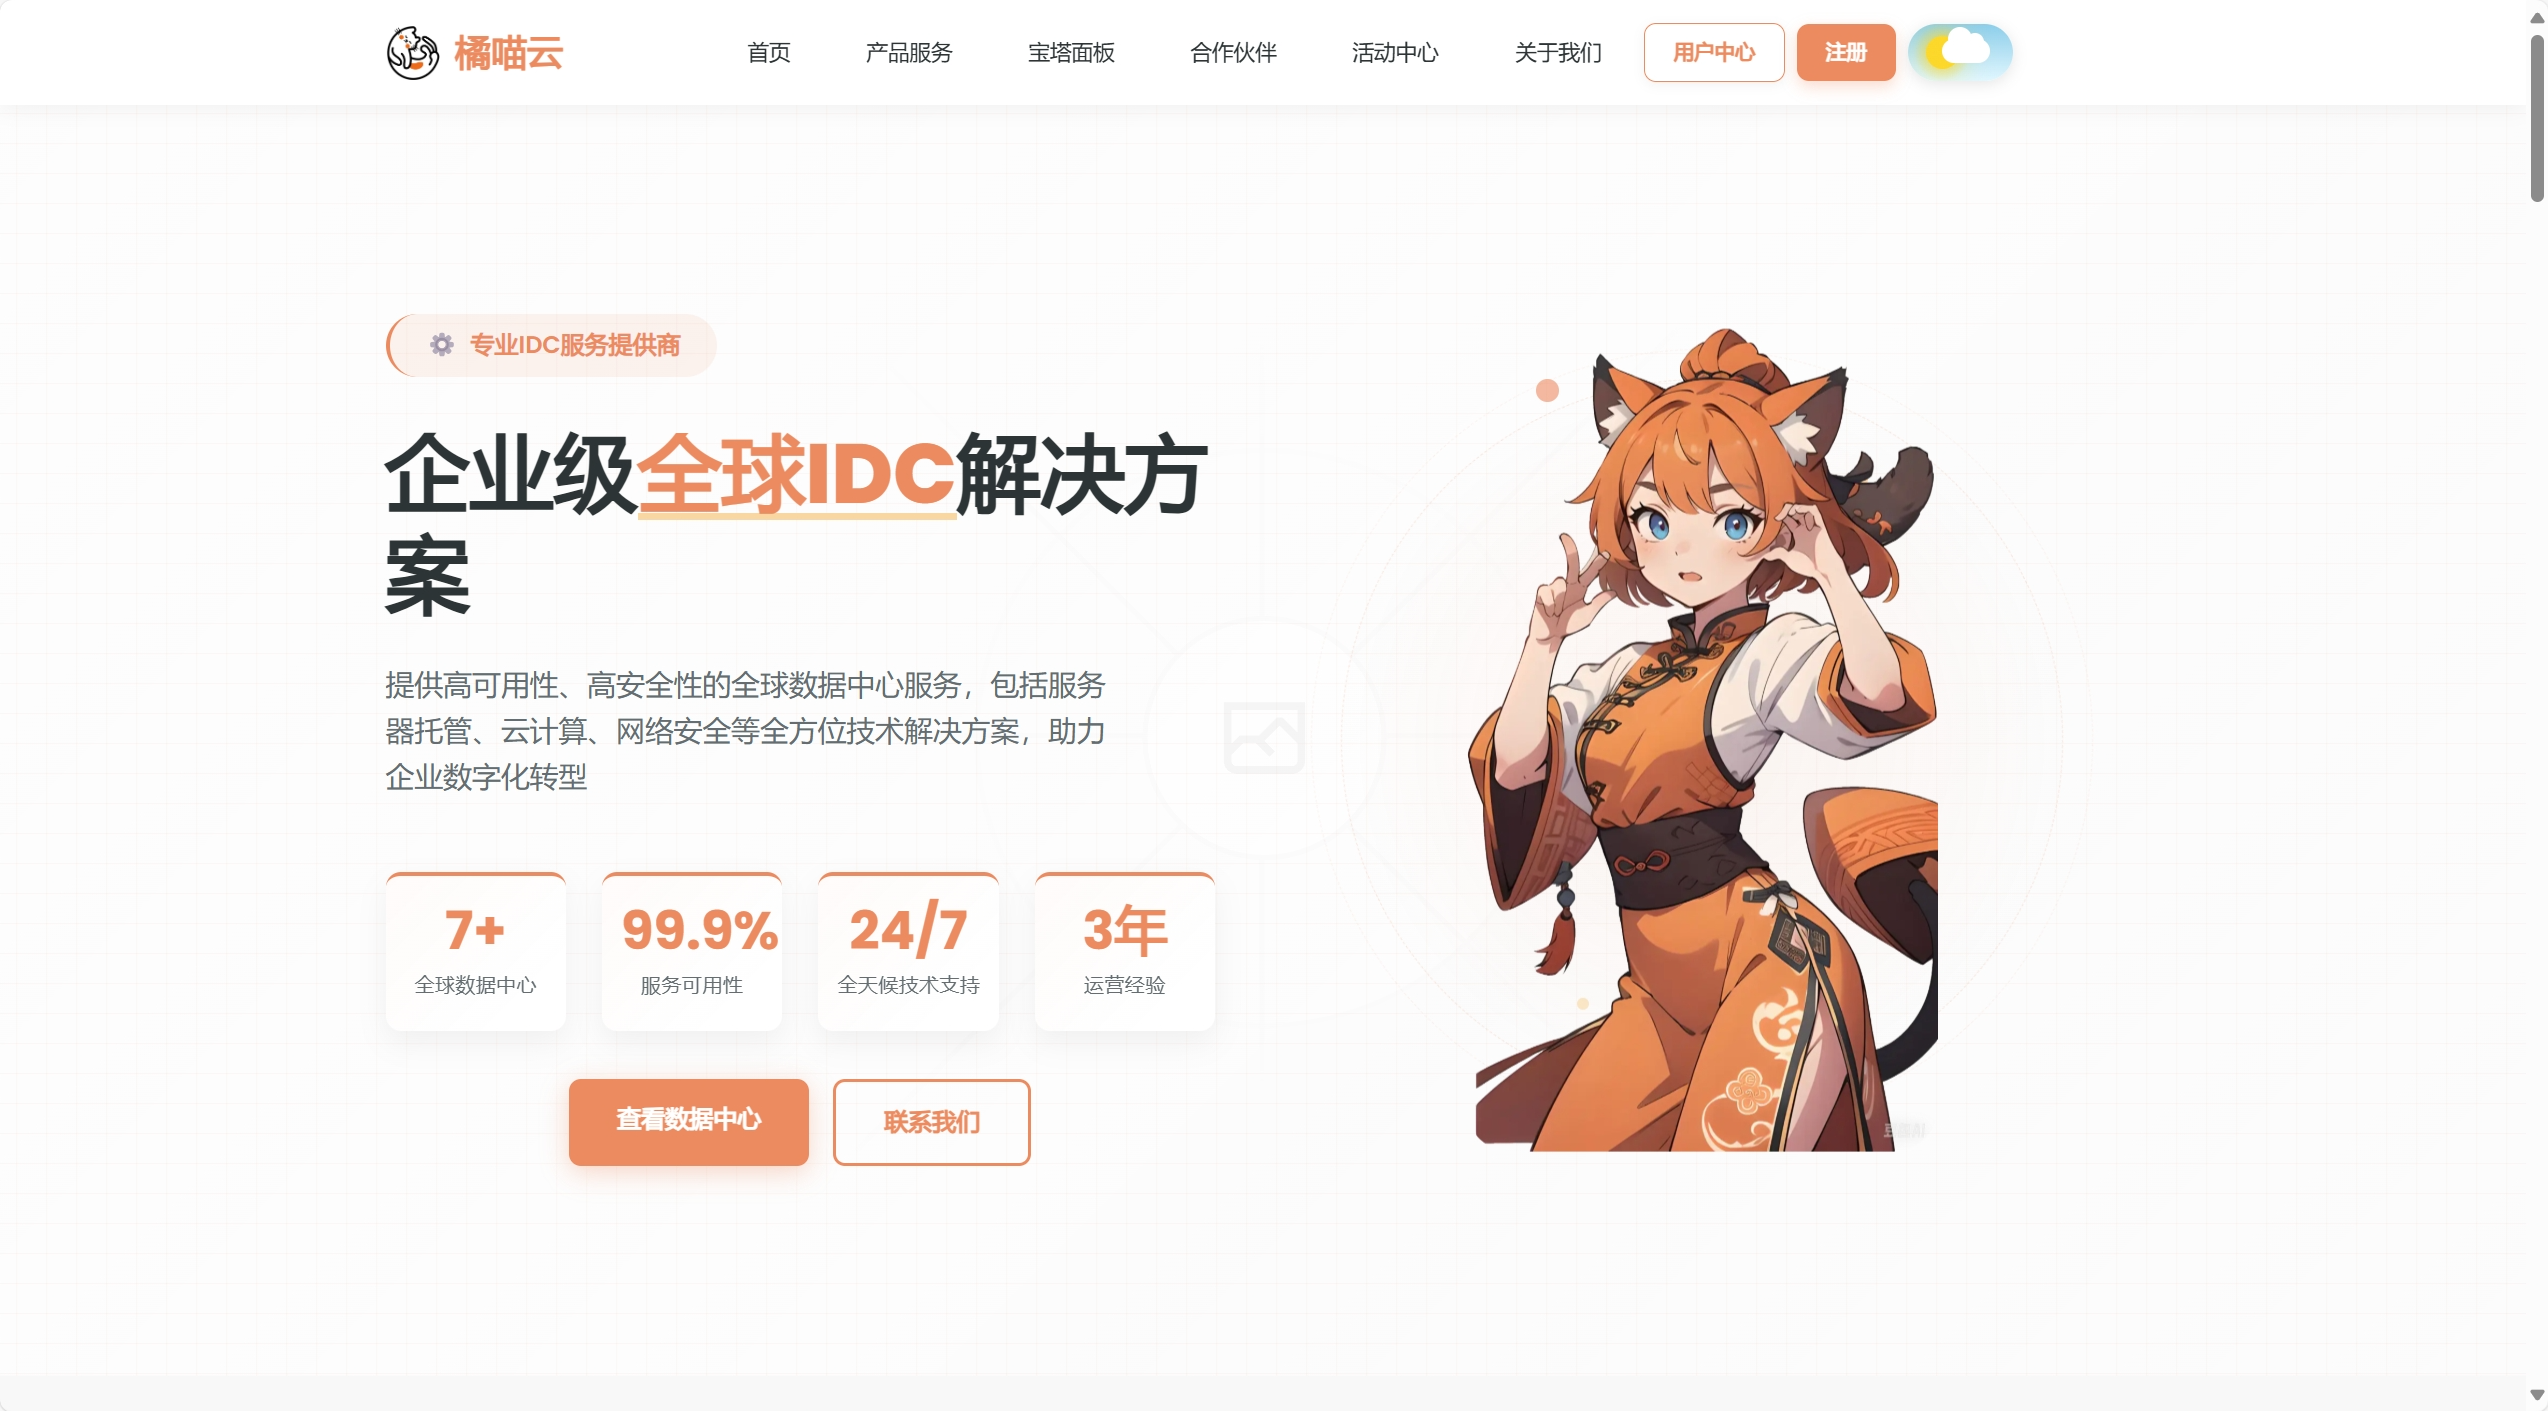 橘喵云
首页
产品服务
宝塔面板
合作伙伴
活动中心
关于我们
用户中心
注册
专业IDC服务提供商
企业级全球IDC解决方
案
提供高可用性、高安全性的全球数据中心服务，包括服务
器托管、云计算、网络安全等全方位技术解决方案，助力
企业数字化转型
7+
全球数据中心
99.9%
服务可用性
24/7
全天候技术支持
3年
运营经验
查看数据中心
联系我们